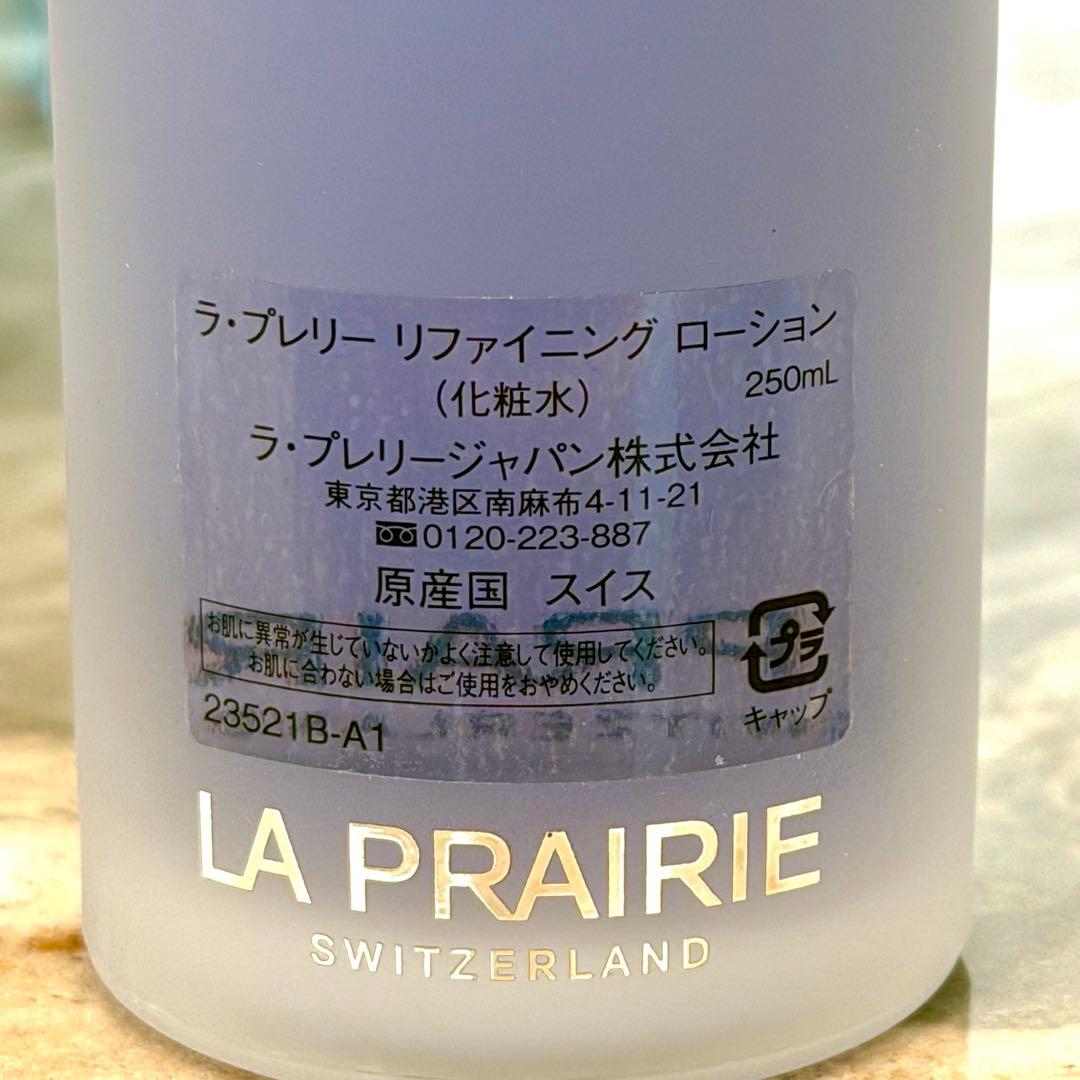 ラ・プレリー リファイニング ローション
(化粧水) 250mL
ラ・プレリージャパン株式会社
東京都港区南麻布4-11-21
0120-223-887
原産国 スイス
お肌に異常が生じていないかよく注意して使用してください。
お肌に合わない場合はご使用をおやめください。
プラ
キャップ
23521B-A1
LA PRAIRIE
SWITZERLAND